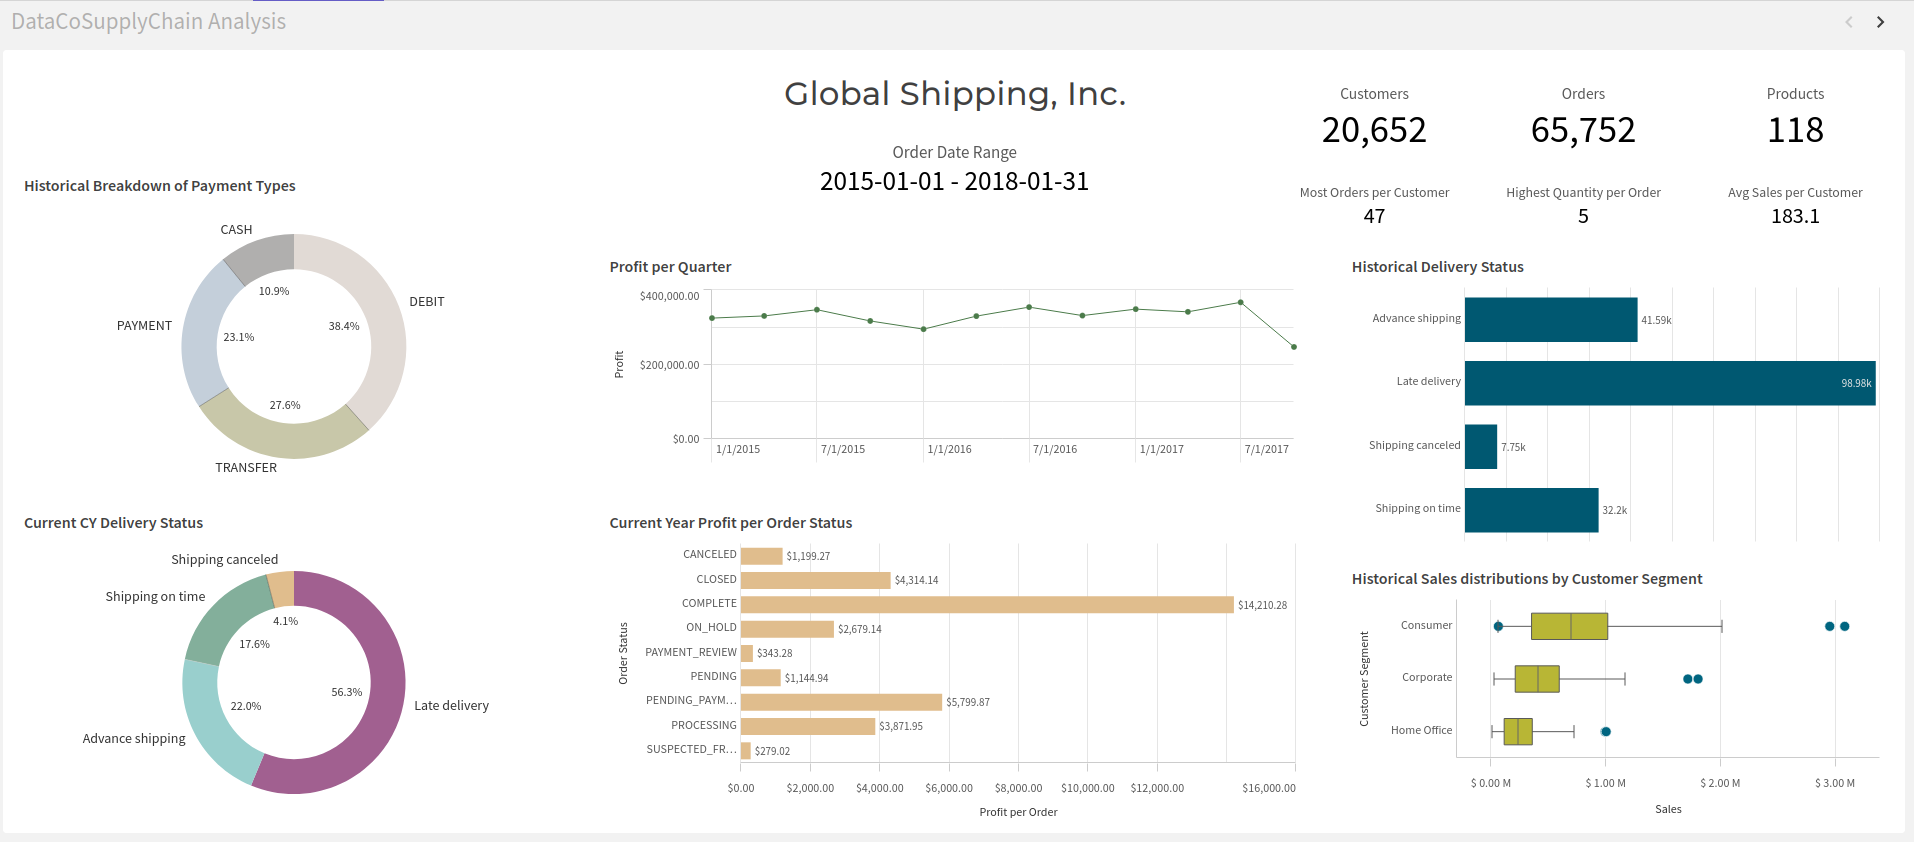 DataCoSupplyChain Analysis
Global Shipping, Inc.
Order Date Range
2015-01-01 - 2018-01-31
Customers
20,652
Orders
65,752
Products
118
Most Orders per Customer
47
Highest Quantity per Order
5
Avg Sales per Customer
183.1
Historical Breakdown of Payment Types
CASH
10.9%
DEBIT
38.4%
PAYMENT
23.1%
27.6%
TRANSFER
Profit per Quarter
Profit
$400,000.00
$200,000.00
$0.00
1/1/2015
7/1/2015
1/1/2016
7/1/2016
1/1/2017
7/1/2017
Historical Delivery Status
Advance shipping
41.59k
Late delivery
98.98k
Shipping canceled
7.75k
Shipping on time
32.2k
Current CY Delivery Status
Shipping canceled
4.1%
Shipping on time
17.6%
56.3%
Late delivery
22.0%
Advance shipping
Current Year Profit per Order Status
Order Status
CANCELED
$1,199.27
CLOSED
$4,314.14
COMPLETE
$14,210.28
ON_HOLD
$2,679.14
PAYMENT_REVIEW
$343.28
PENDING
$1,144.94
PENDING_PAYM...
$5,799.87
PROCESSING
$3,871.95
SUSPECTED_FR...
$279.02
$0.00
$2,000.00
$4,000.00
$6,000.00
$8,000.00
$10,000.00
$12,000.00
$16,000.00
Profit per Order
Historical Sales distributions by Customer Segment
Customer Segment
Consumer
Corporate
Home Office
$ 0.00 M
$ 1.00 M
$ 2.00 M
$ 3.00 M
Sales